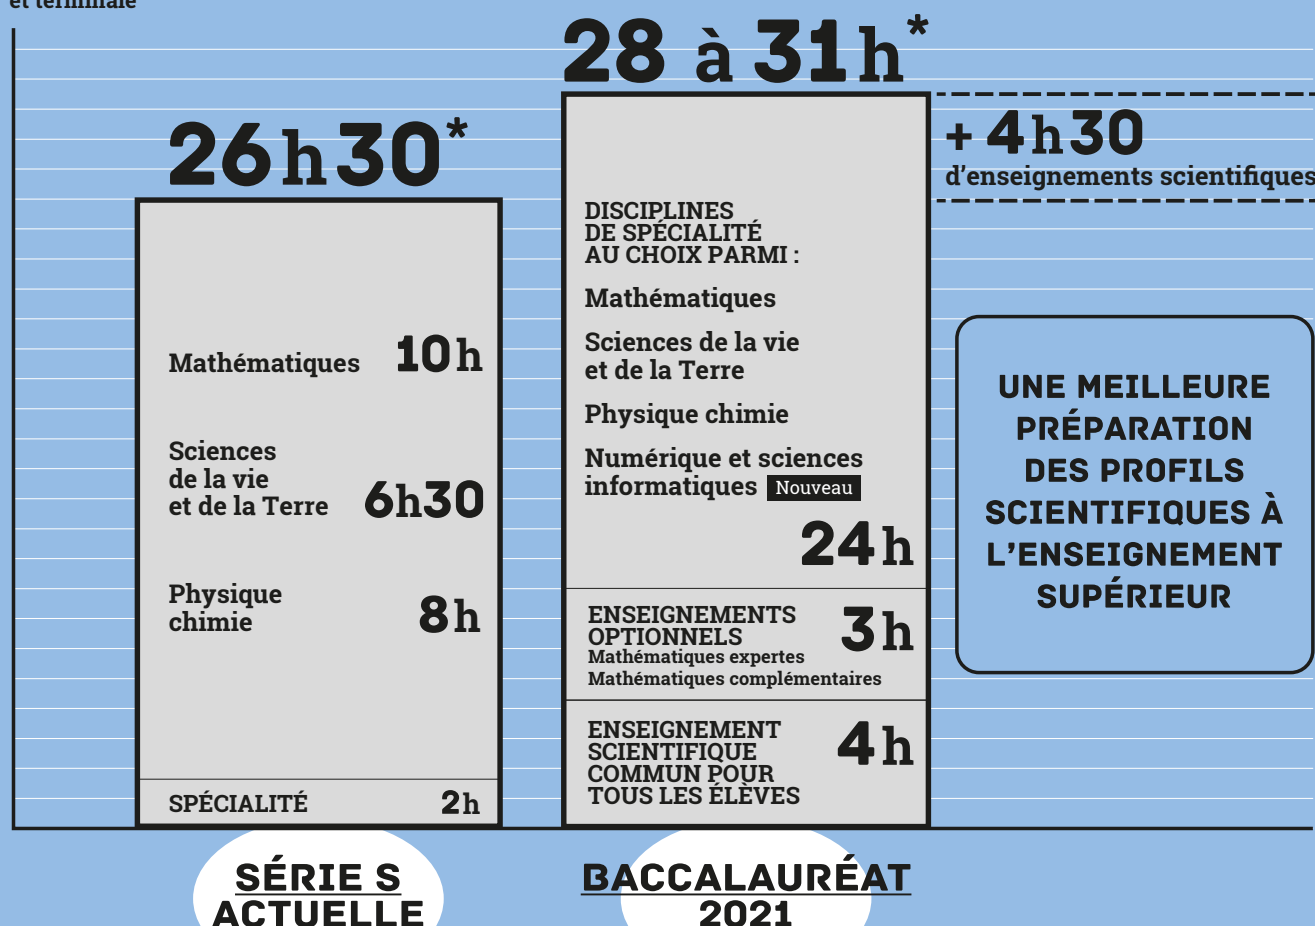 et terminale
28 à 31h*
26h30*
+ 4h30
d’enseignements scientifiques
DISCIPLINES
DE SPÉCIALITÉ
AU CHOIX PARMI :
Mathématiques
Sciences de la vie
et de la Terre
Physique chimie
Numérique et sciences
informatiques Nouveau
24h
ENSEIGNEMENTS
OPTIONNELS
3h
Mathématiques expertes
Mathématiques complémentaires
ENSEIGNEMENT
SCIENTIFIQUE
COMMUN POUR
TOUS LES ÉLÈVES
4h
Mathématiques 10h
Sciences
de la vie
et de la Terre 6h30
Physique
chimie 8h
SPÉCIALITÉ 2h
UNE MEILLEURE
PRÉPARATION
DES PROFILS
SCIENTIFIQUES À
L’ENSEIGNEMENT
SUPÉRIEUR
SÉRIE S
ACTUELLE
BACCALAURÉAT
2021